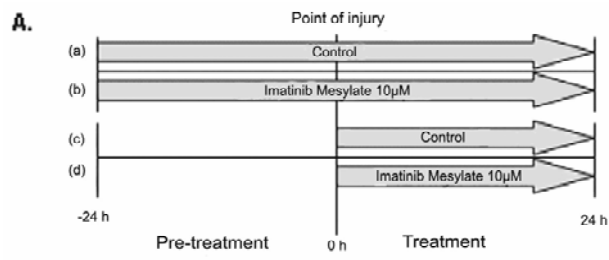 A.
Point of injury
(a) Control
(b) Imatinib Mesylate 10µM
(c) Control
(d) Imatinib Mesylate 10µM
-24 h 0 h 24 h
Pre-treatment Treatment